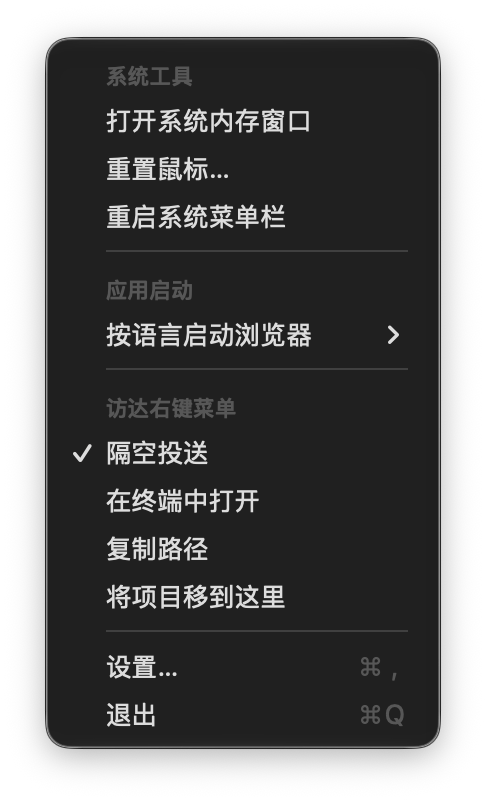 系统工具
打开系统内存窗口
重置鼠标...
重启系统菜单栏
应用启动
按语言启动浏览器
访达右键菜单
隔空投送
在终端中打开
复制路径
将项目移到这里
设置... ⌘ ,
退出 ⌘Q